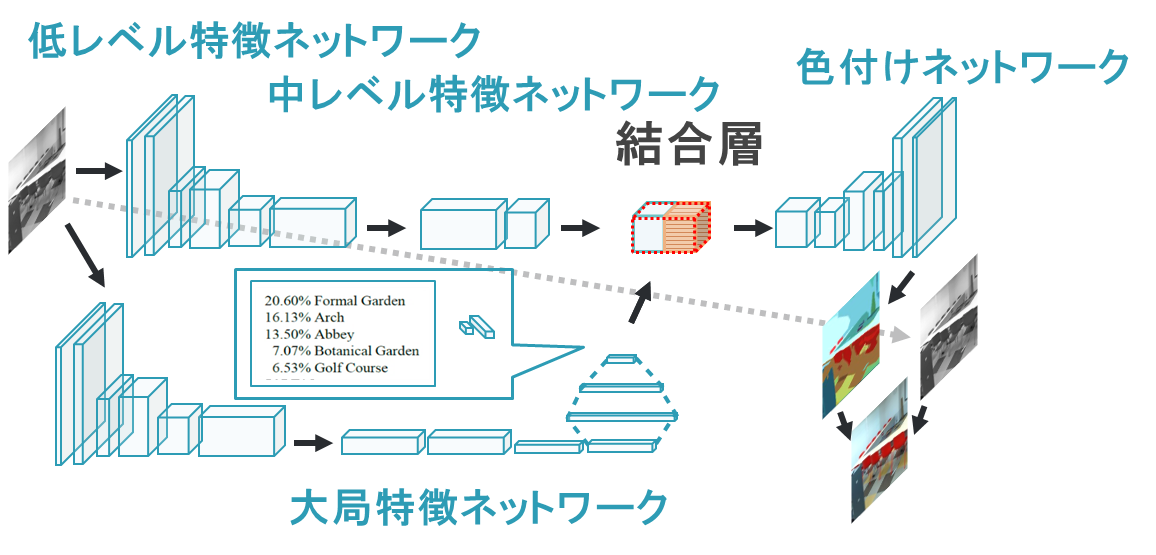 低レベル特徴ネットワーク
中レベル特徴ネットワーク
色付けネットワーク
結合層
20.60% Formal Garden
16.13% Arch
13.50% Abbey
7.07% Botanical Garden
6.53% Golf Course
大局特徴ネットワーク